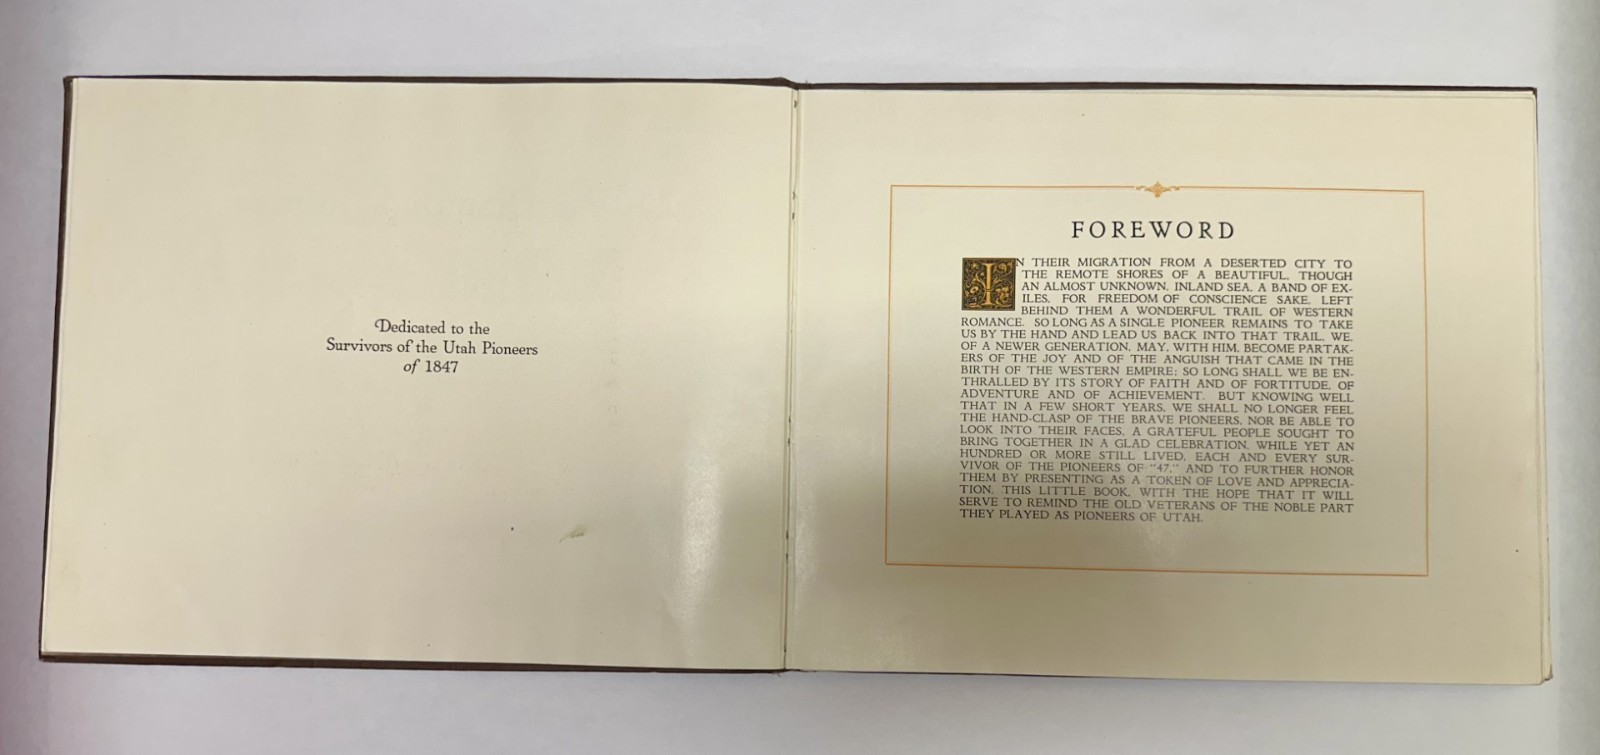 Dedicated to the
Survivors of the Utah Pioneers
of 1847
FOREWORD
IN THEIR MIGRATION FROM A DESERTED CITY TO
THE REMOTE SHORES OF A BEAUTIFUL, THOUGH
AN ALMOST UNKNOWN, INLAND SEA, A BAND OF EX-
ILES, FOR FREEDOM OF CONSCIENCE SAKE, LEFT
BEHIND THEM A WONDERFUL TRAIL OF WESTERN
ROMANCE. SO LONG AS A SINGLE PIONEER REMAINS TO TAKE
US BY THE HAND AND LEAD US BACK INTO THAT TRAIL, WE,
OF A NEWER GENERATION, MAY, WITH HIM, BECOME PARTAK-
ERS OF THE JOY AND OF THE ANGUISH THAT CAME IN THE
BIRTH OF THE WESTERN EMPIRE; SO LONG SHALL WE BE EN-
THRALLED BY ITS STORY OF FAITH AND OF FORTITUDE, OF
ADVENTURE AND OF ACHIEVEMENT. BUT KNOWING WELL
THAT IN A FEW SHORT YEARS, WE SHALL NO LONGER FEEL
THE HAND-CLASP OF THE BRAVE PIONEERS, NOR BE ABLE TO
LOOK INTO THEIR FACES, A GRATEFUL PEOPLE SOUGHT TO
BRING TOGETHER IN A GLAD CELEBRATION, WHILE YET AN
HUNDRED OR MORE STILL LIVED, EACH AND EVERY SUR-
VIVOR OF THE PIONEERS OF "47," AND TO FURTHER HONOR
THEM BY PRESENTING AS A TOKEN OF LOVE AND APPRECIA-
TION, THIS LITTLE BOOK, WITH THE HOPE THAT IT WILL
SERVE TO REMIND THE OLD VETERANS OF THE NOBLE PART
THEY PLAYED AS PIONEERS OF UTAH.